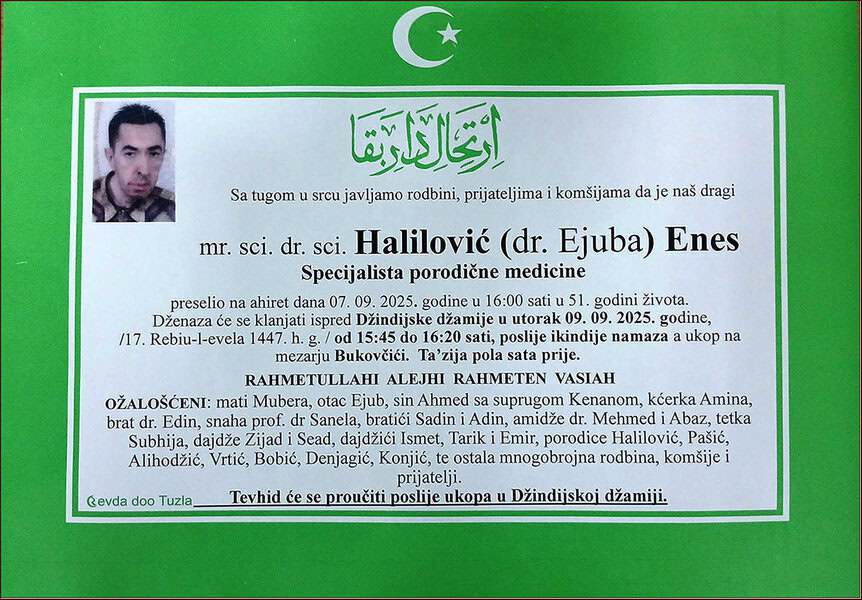 اِرْتِحَالِ دَارِ بَقَا
Sa tugom u srcu javljamo rodbini, prijateljima i komšijama da je naš dragi
mr. sci. dr. sci. Halilović (dr. Ejuba) Enes
Specijalista porodične medicine
preselio na ahiret dana 07. 09. 2025. godine u 16:00 sati u 51. godini života.
Dženaza će se klanjati ispred Džindijske džamije u utorak 09. 09. 2025. godine,
/17. Rebiu-l-evela 1447. h. g. / od 15:45 do 16:20 sati, poslije ikindije namaza a ukop na
mezarju Bukovčići. Ta’zija pola sata prije.
RAHMETULLAHI ALEJHI RAHMETEN VASIAH
OŽALOŠĆENI: mati Mubera, otac Ejub, sin Ahmed sa suprugom Kenanom, kćerka Amina,
brat dr. Edin, snaha prof. dr Sanela, bratići Sadin i Adin, amidže dr. Mehmed i Abaz, tetka
Subhija, dajdže Zijad i Sead, dajdžići Ismet, Tarik i Emir, porodice Halilović, Pašić,
Alihodžić, Vrtić, Bobić, Denjagić, Konjić, te ostala mnogobrojna rodbina, komšije i
prijatelji.
Tevhid će se proučiti poslije ukopa u Džindijskoj džamiji.
Čevda doo Tuzla